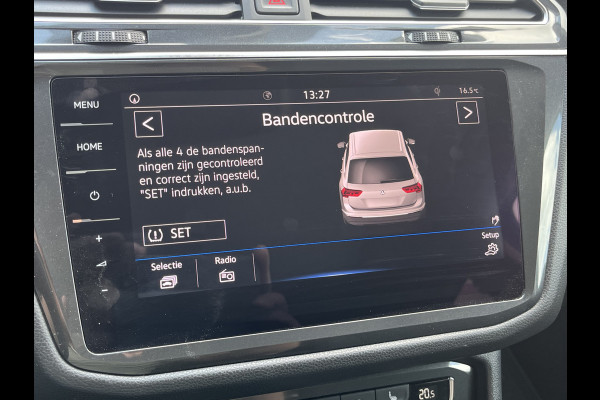 MENU
13:27
16.5°C
Bandencontrole
HOME
Als alle 4 de bandenspan-
ningen zijn gecontroleerd
en correct zijn ingesteld,
"SET" indrukken, a.u.b.
SET
Selectie
Radio
Setup
+
-
20.5